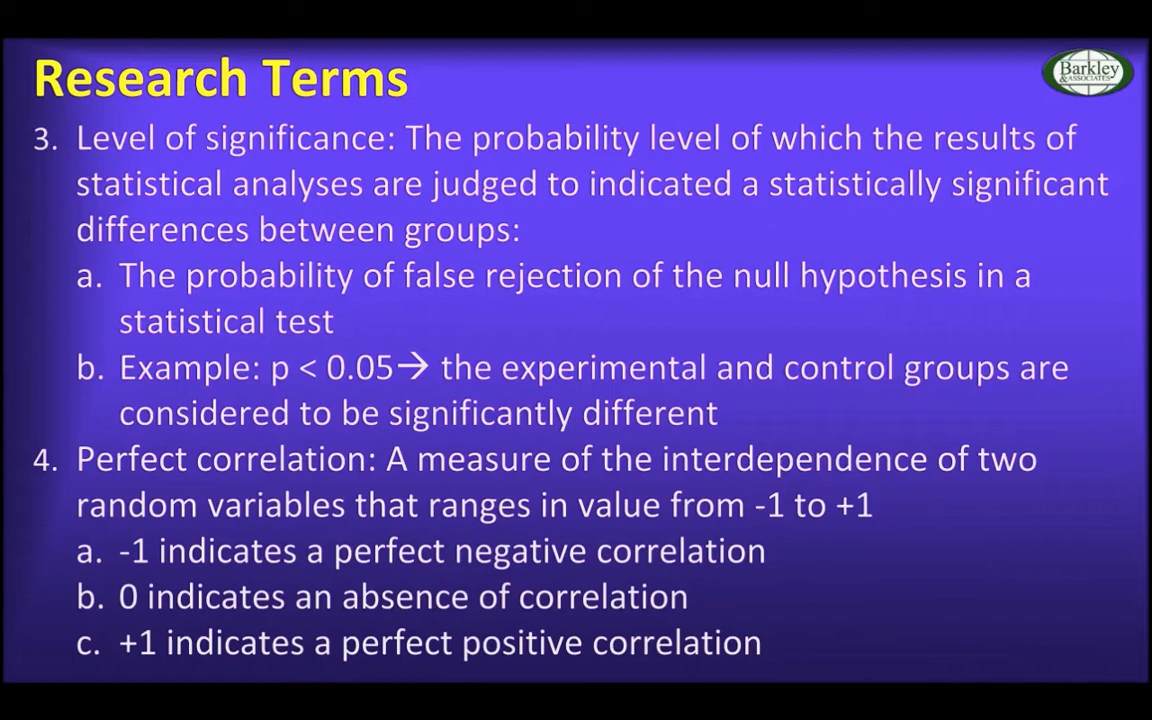 Research Terms
Barkley
& ASSOCIATES
3. Level of significance: The probability level of which the results of
statistical analyses are judged to indicated a statistically significant
differences between groups:
a. The probability of false rejection of the null hypothesis in a
statistical test
b. Example: p < 0.05→ the experimental and control groups are
considered to be significantly different
4. Perfect correlation: A measure of the interdependence of two
random variables that ranges in value from -1 to +1
a. -1 indicates a perfect negative correlation
b. 0 indicates an absence of correlation
c. +1 indicates a perfect positive correlation